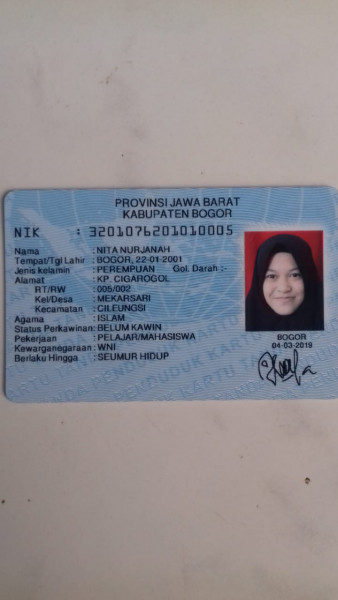 PROVINSI JAWA BARAT
KABUPATEN BOGOR
NIK : 3201076201010005
Nama : NITA NURJANAH
Tempat/Tgl Lahir : BOGOR, 22-01-2001
Jenis kelamin : PEREMPUAN Gol. Darah :-
Alamat : KP. CIGAROGOL
RT/RW : 005/002
Kel/Desa : MEKARSARI
Kecamatan : CILEUNGSI
Agama : ISLAM
Status Perkawinan: BELUM KAWIN
Pekerjaan : PELAJAR/MAHASISWA
Kewarganegaraan: WNI
Berlaku Hingga : SEUMUR HIDUP
BOGOR
04-03-2019